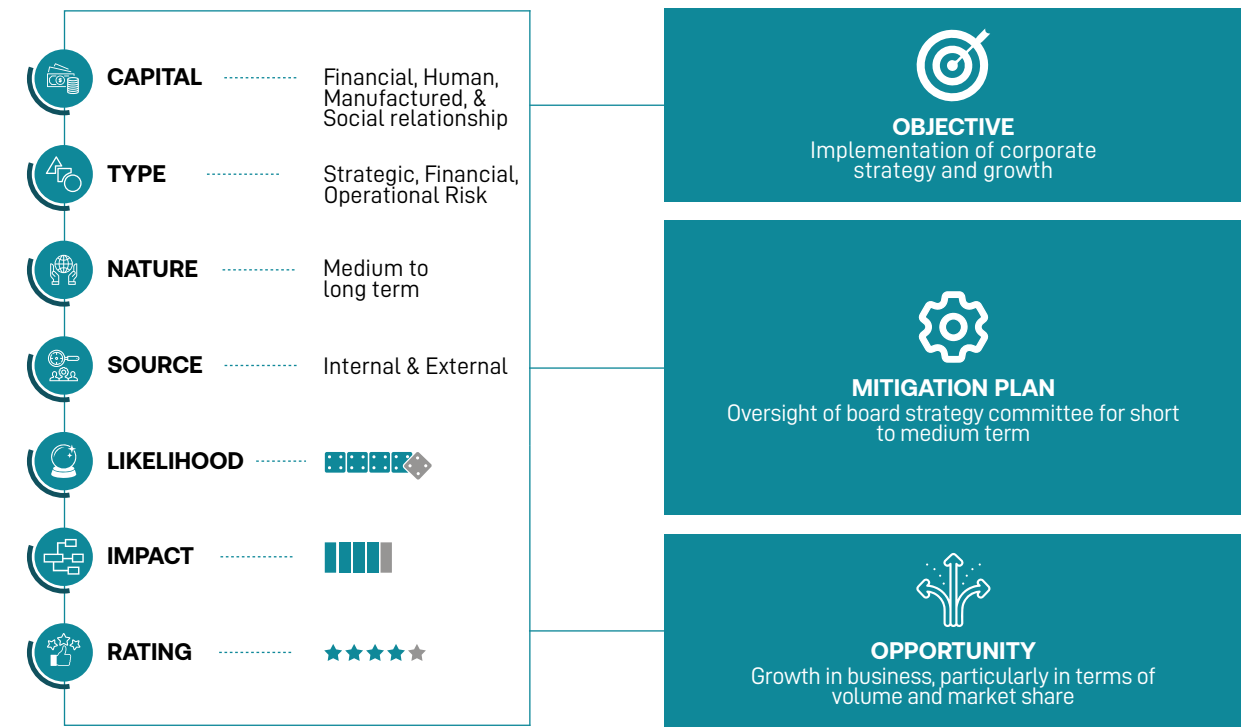 CAPITAL
Financial, Human,
Manufactured, &
Social relationship
TYPE
Strategic, Financial,
Operational Risk
NATURE
Medium to
long term
SOURCE
Internal & External
LIKELIHOOD
IMPACT
RATING
OBJECTIVE
Implementation of corporate
strategy and growth
MITIGATION PLAN
Oversight of board strategy committee for short
to medium term
OPPORTUNITY
Growth in business, particularly in terms of
volume and market share